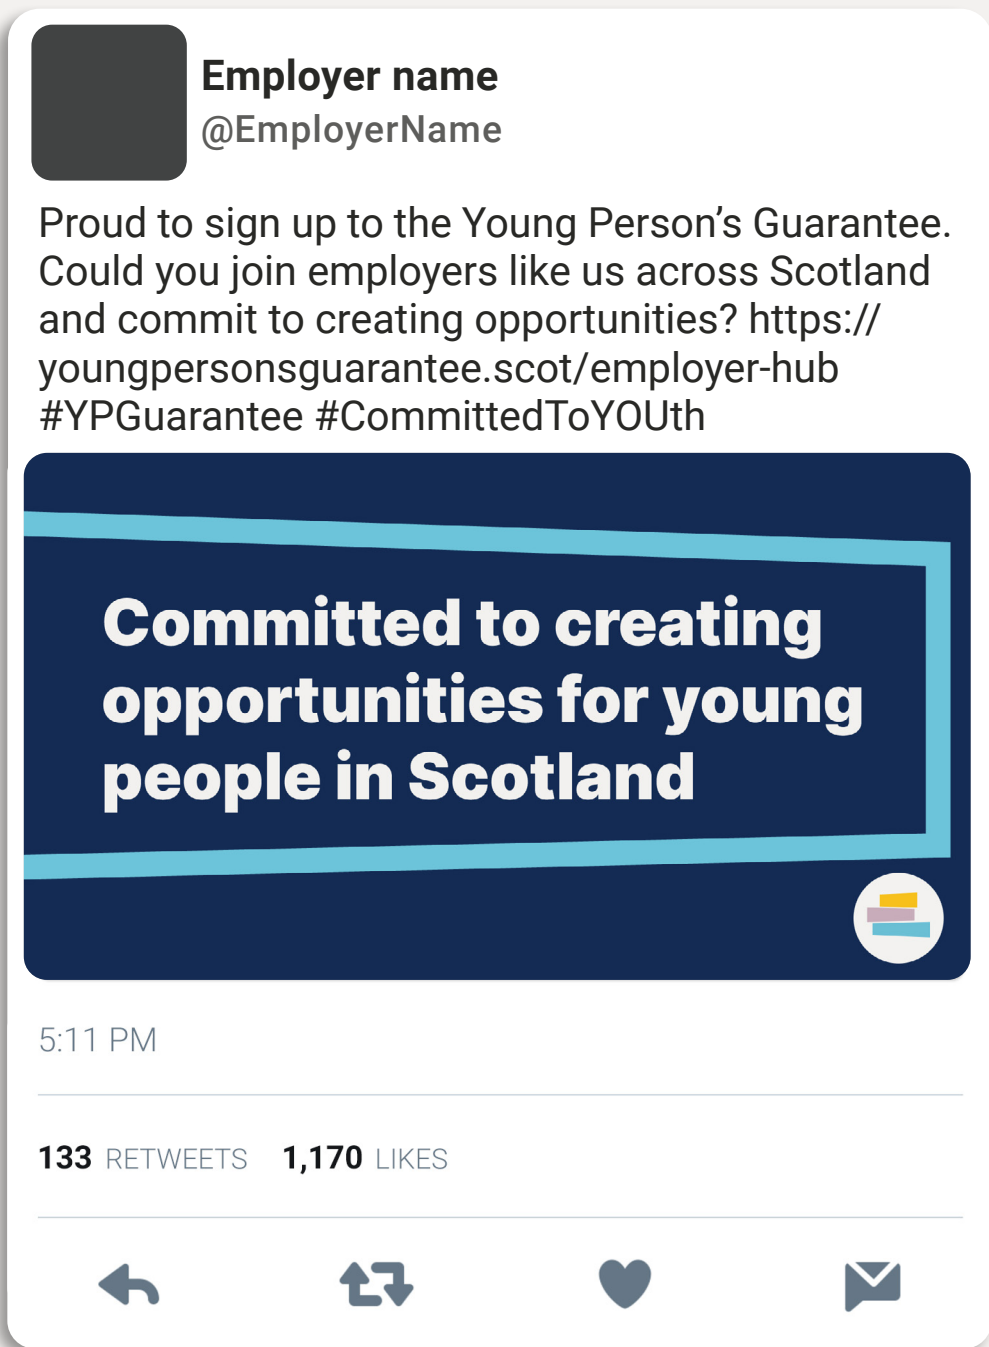 Employer name
@EmployerName
Proud to sign up to the Young Person’s Guarantee.
Could you join employers like us across Scotland
and commit to creating opportunities? https://
youngpersonsguarantee.scot/employer-hub
#YPGuarantee #CommittedToYOUth
Committed to creating
opportunities for young
people in Scotland
5:11 PM
133 RETWEETS 1,170 LIKES